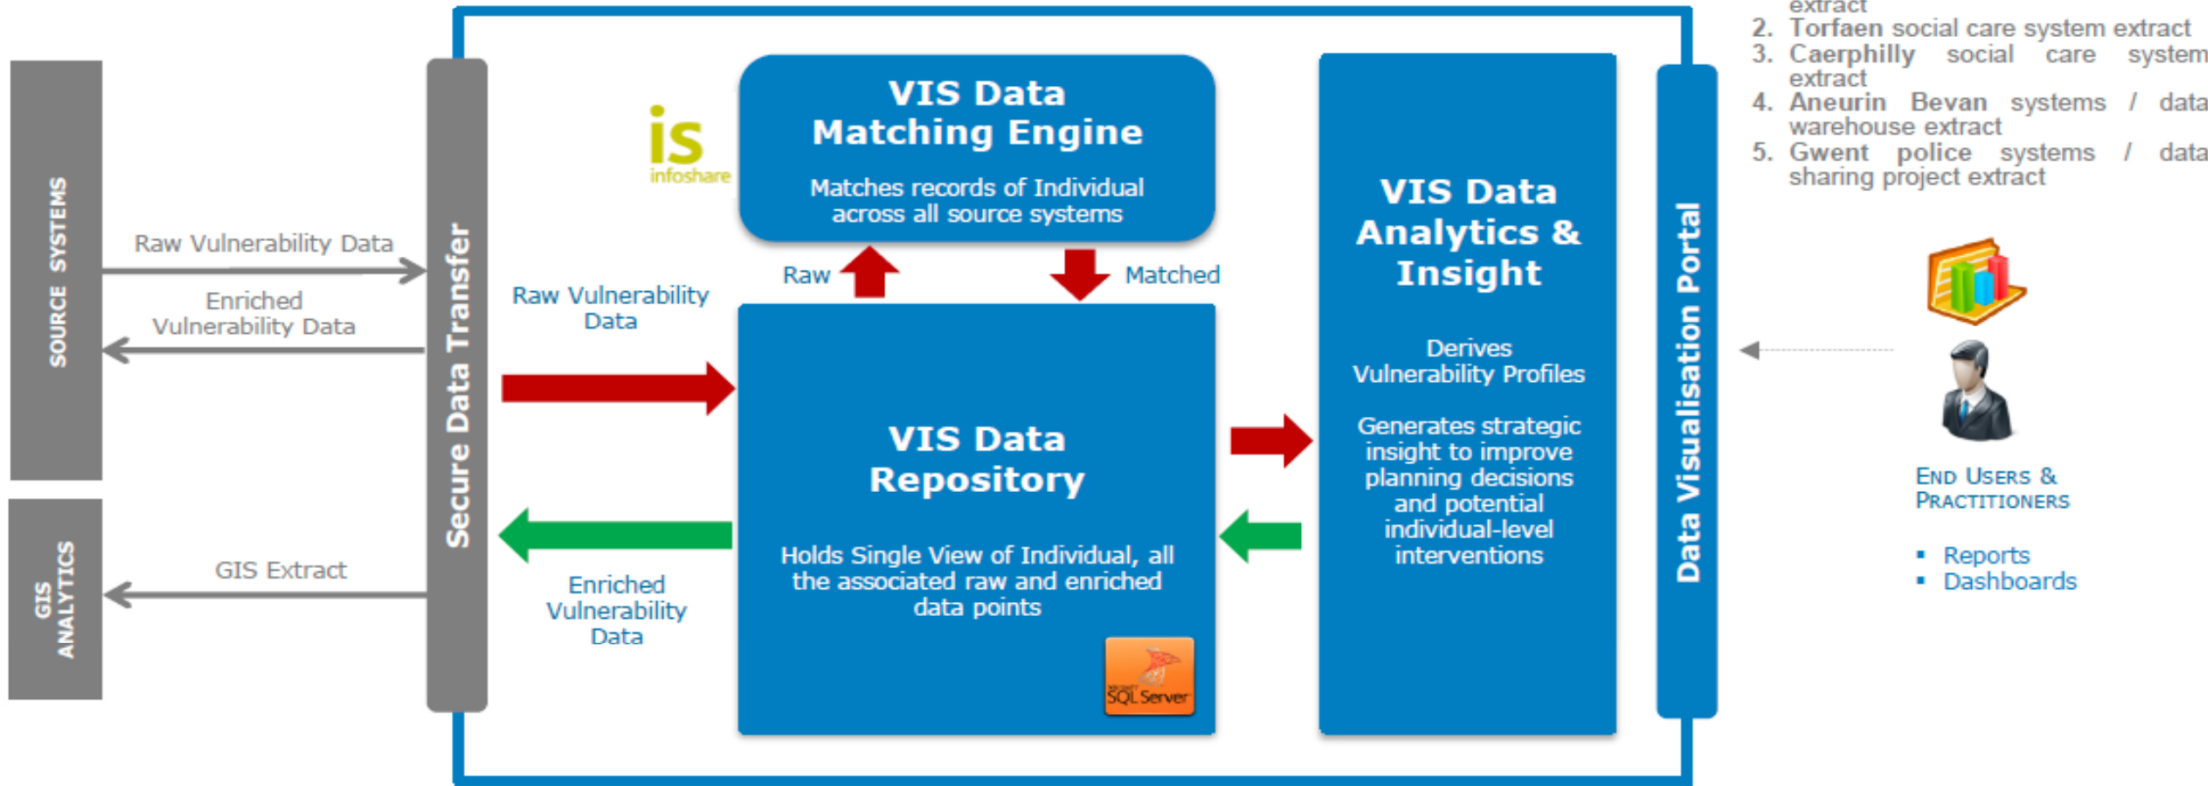 extract
2. Torfaen social care system extract
3. Caerphilly social care system
extract
4. Aneurin Bevan systems / data
warehouse extract
5. Gwent police systems / data
sharing project extract
SOURCE SYSTEMS
Raw Vulnerability Data
Enriched
Vulnerability Data
GIS
ANALYTICS
GIS Extract
Secure Data Transfer
is
infoshare
Raw Vulnerability
Data
Enriched
Vulnerability
Data
VIS Data
Matching Engine
Matches records of Individual
across all source systems
Raw
Matched
VIS Data
Repository
Holds Single View of Individual, all
the associated raw and enriched
data points
SQL Server
VIS Data
Analytics &
Insight
Derives
Vulnerability Profiles
Generates strategic
insight to improve
planning decisions
and potential
individual-level
interventions
Data Visualisation Portal
END USERS &
PRACTITIONERS
▪ Reports
▪ Dashboards